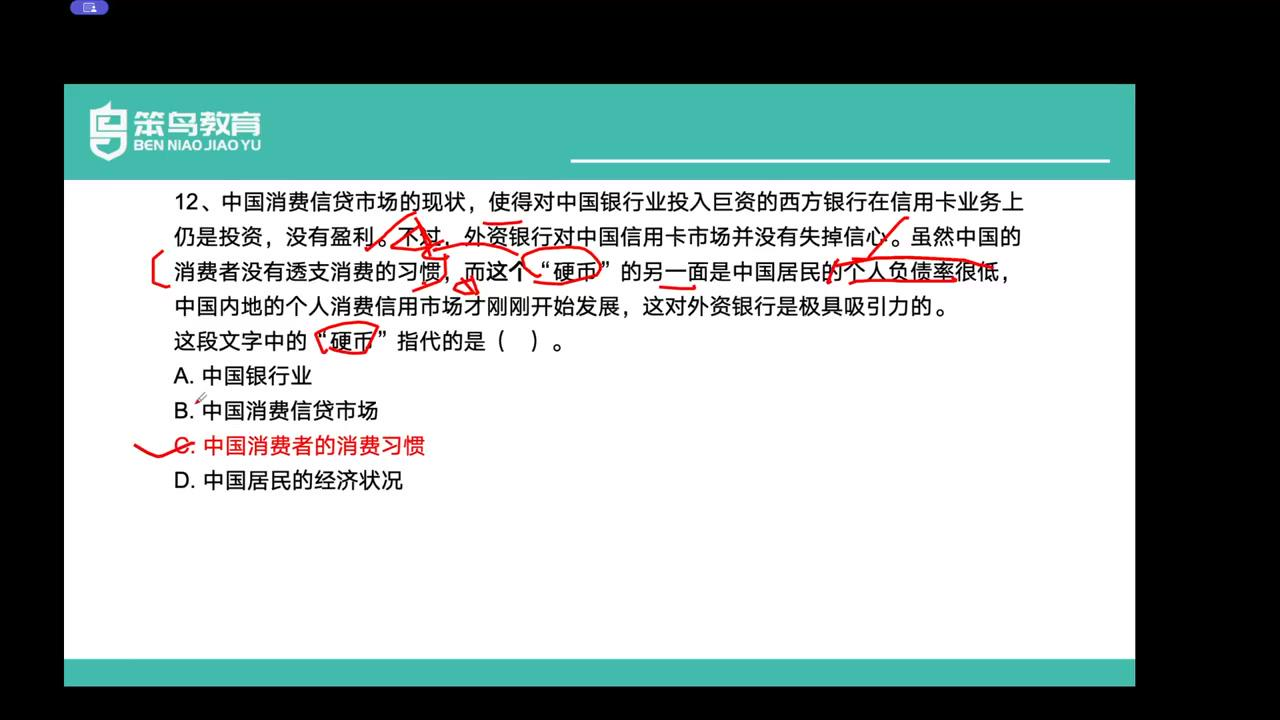 笨鸟教育
BEN NIAO JIAO YU
12、中国消费信贷市场的现状，使得对中国银行业投入巨资的西方银行在信用卡业务上
仍是投资，没有盈利。不过，外资银行对中国信用卡市场并没有失掉信心。虽然中国的
消费者没有透支消费的习惯，而这个“硬币”的另一面是中国居民的个人负债率很低，
中国内地的个人消费信用市场才刚刚开始发展，这对外资银行是极具吸引力的。
这段文字中的“硬币”指代的是（ ）。
A. 中国银行业
B. 中国消费信贷市场
C. 中国消费者的消费习惯
D. 中国居民的经济状况